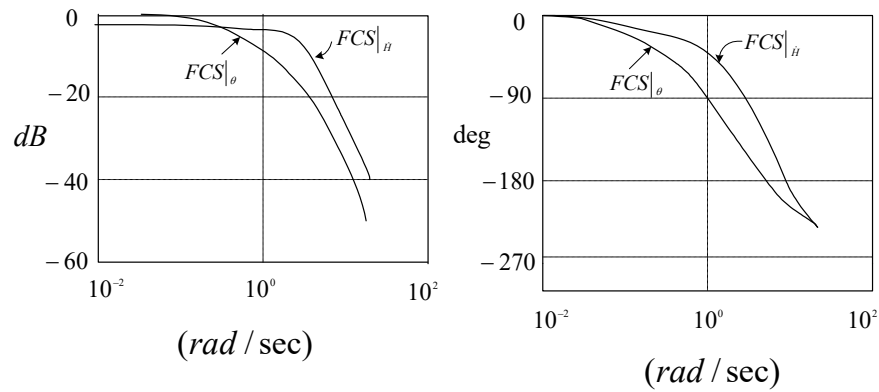 0
-20
-40
-60
dB
FCS|θ
FCS|Ḣ
10⁻² 10⁰ 10²
(rad / sec)
0
-90
-180
-270
deg
FCS|θ
FCS|Ḣ
10⁻² 10⁰ 10²
(rad / sec)